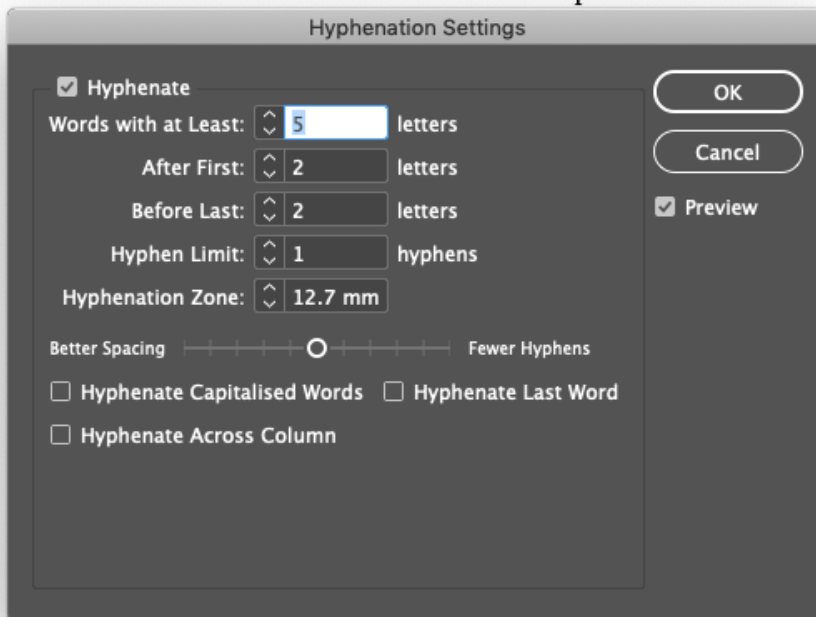 Hyphenation Settings
Hyphenate
Words with at Least: 5 letters
After First: 2 letters
Before Last: 2 letters
Hyphen Limit: 1 hyphens
Hyphenation Zone: 12.7 mm
Better Spacing Fewer Hyphens
Hyphenate Capitalised Words Hyphenate Last Word
Hyphenate Across Column
OK
Cancel
Preview